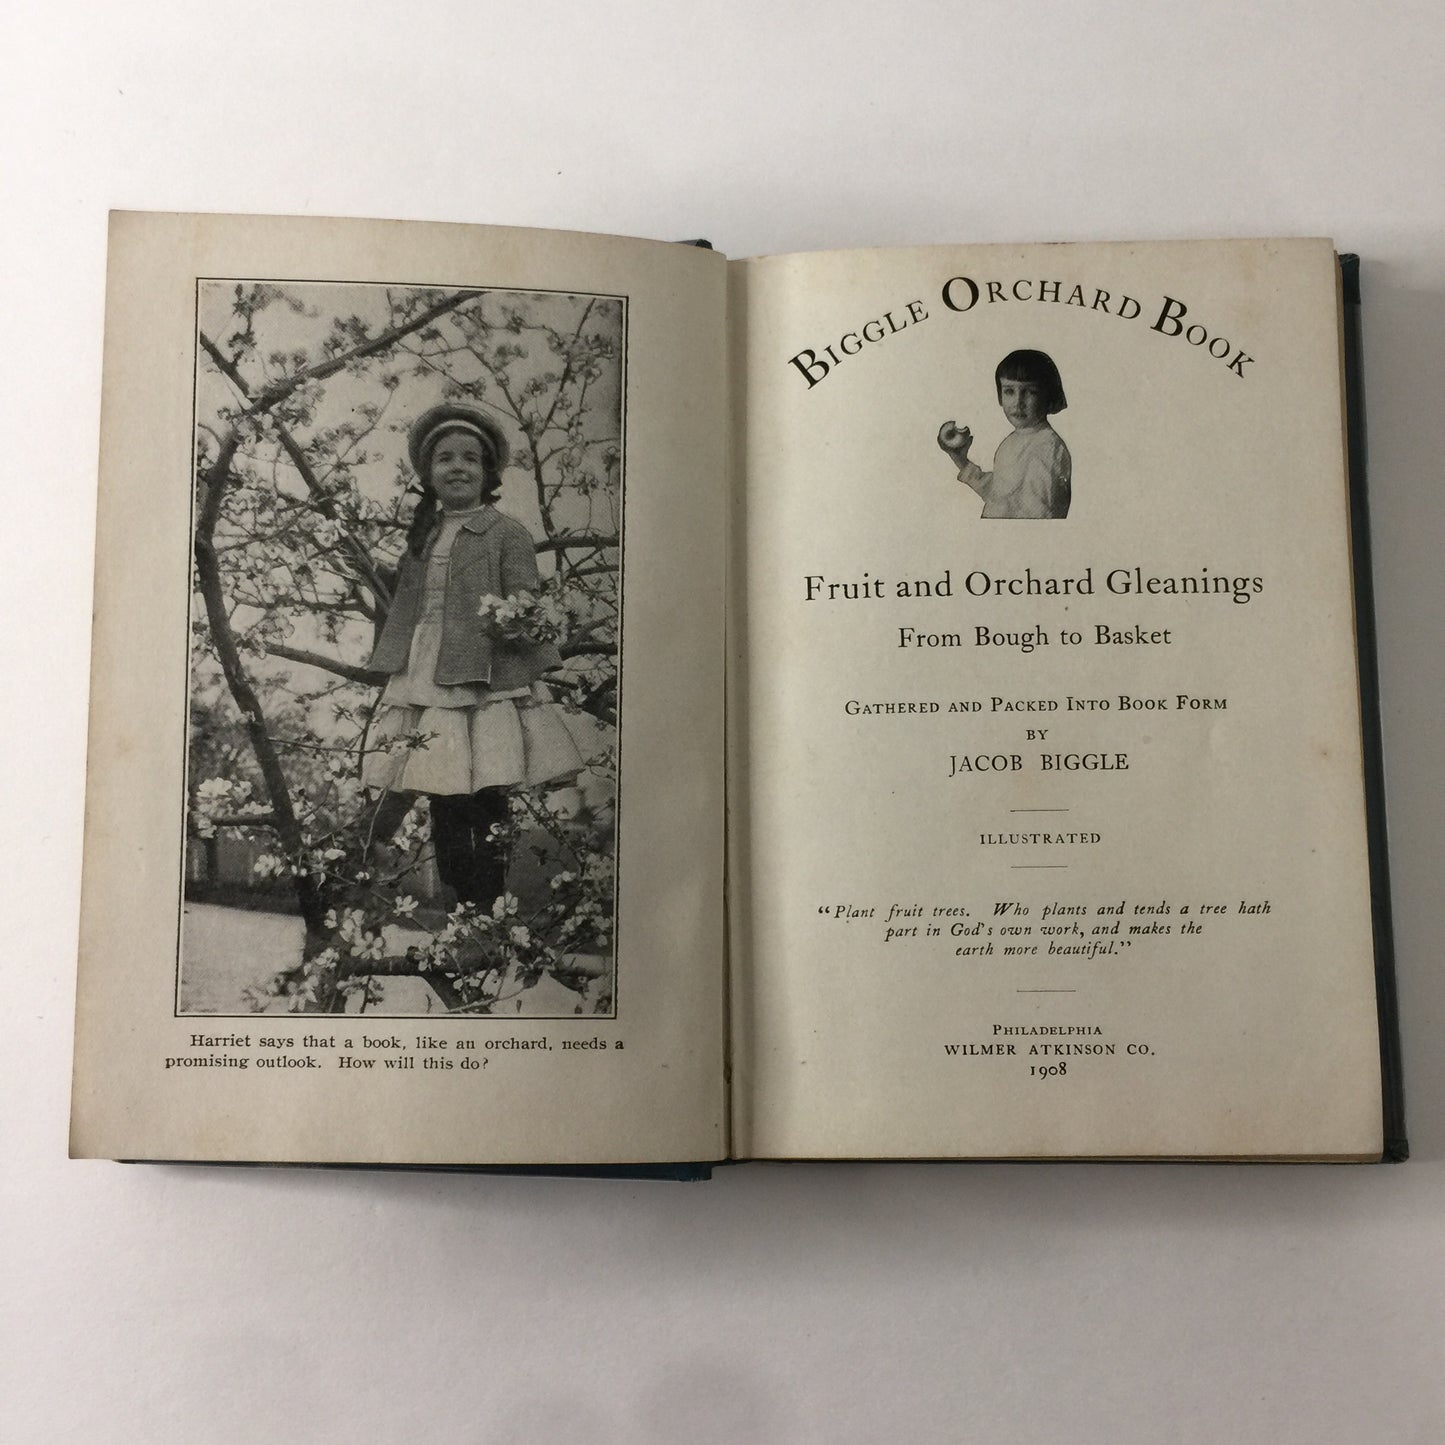 Harriet says that a book, like an orchard, needs a
promising outlook. How will this do?
BIGGLE ORCHARD BOOK
Fruit and Orchard Gleanings
From Bough to Basket
GATHERED AND PACKED INTO BOOK FORM
BY
JACOB BIGGLE
ILLUSTRATED
"Plant fruit trees. Who plants and tends a tree hath
part in God's own work, and makes the
earth more beautiful."
PHILADELPHIA
WILMER ATKINSON CO.
1908